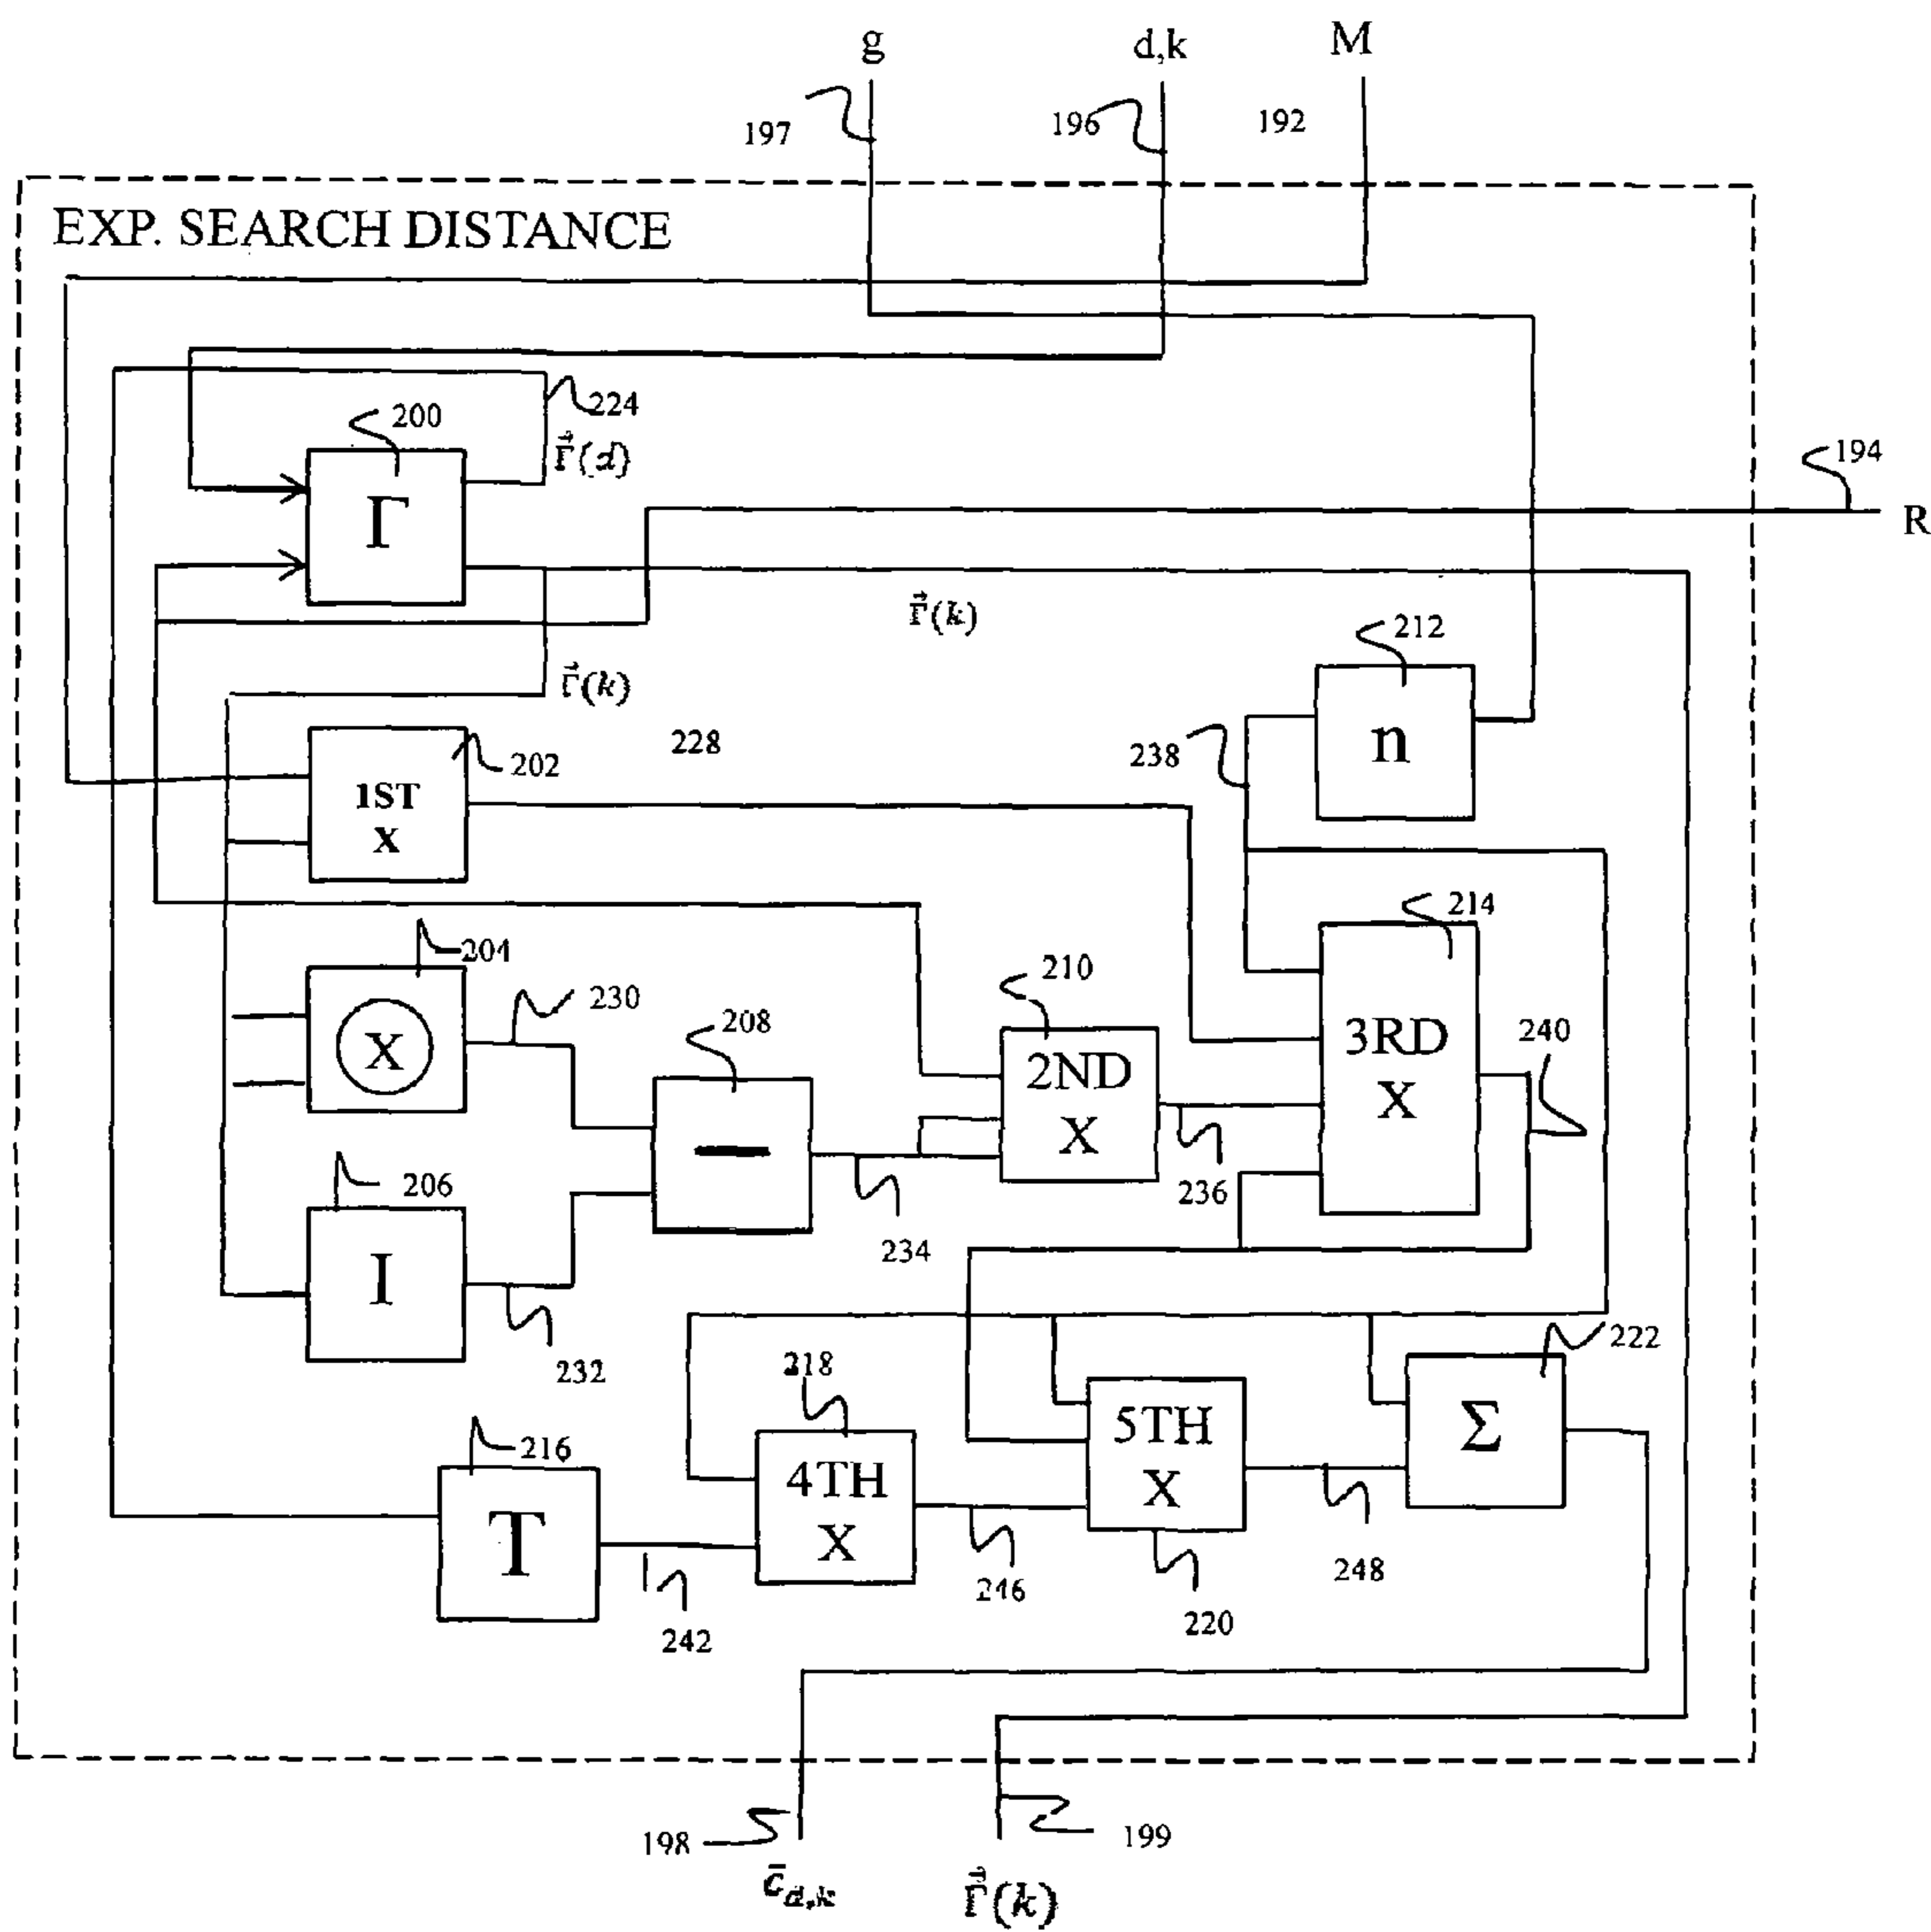 g
d,k
M
197
196
192
EXP. SEARCH DISTANCE
200
224
Γ⃗(d)
194
Γ
R
Γ⃗(k)
212
Γ⃗(k)
n
238
228
202
1ST
X
214
204
230
210
208
240
X
2ND
X
3RD
X
—
206
236
234
I
232
222
218
5TH
X
Σ
216
4TH
X
T
246
248
220
242
198
199
c̄d,k
Γ⃗(k)